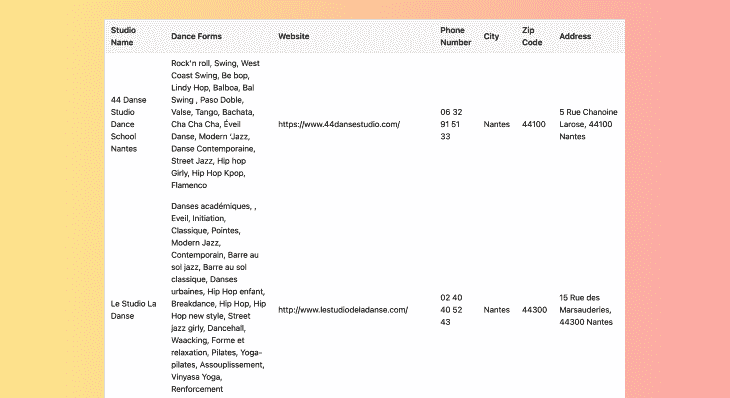 Studio Name
Dance Forms
Website
Phone Number
City
Zip Code
Address
44 Danse
Studio
Dance
School
Nantes
Rock'n roll, Swing, West
Coast Swing, Be bop,
Lindy Hop, Balboa, Bal
Swing , Paso Doble,
Valse, Tango, Bachata,
Cha Cha Cha, Éveil
Danse, Modern 'Jazz,
Danse Contemporaine,
Street Jazz, Hip hop
Girly, Hip Hop Kpop,
Flamenco
https://www.44dansestudio.com/
06 32
91 51
33
Nantes
44100
5 Rue Chanoine
Larose, 44100
Nantes
Le Studio La
Danse
Danses académiques, ,
Eveil, Initiation,
Classique, Pointes,
Modern Jazz,
Contemporain, Barre au
sol jazz, Barre au sol
classique, Danses
urbaines, Hip Hop enfant,
Breakdance, Hip Hop, Hip
Hop new style, Street
jazz girly, Dancehall,
Waacking, Forme et
relaxation, Pilates, Yoga-
pilates, Assouplissement,
Vinyasa Yoga,
Renforcement
http://www.lestudiodeladanse.com/
02 40
40 52
43
Nantes
44300
15 Rue des
Marsauderies,
44300 Nantes